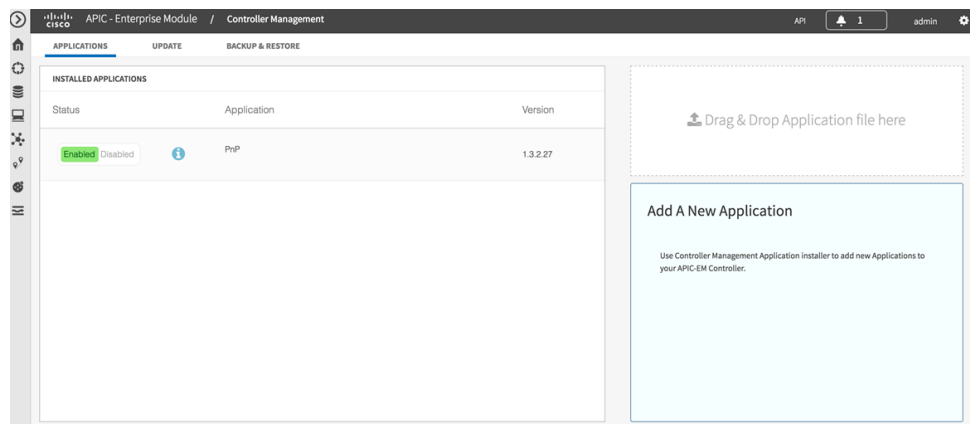 CISCO APIC - Enterprise Module / Controller Management
API 1 admin
APPLICATIONS UPDATE BACKUP & RESTORE
INSTALLED APPLICATIONS
Status Application Version
Enabled Disabled PnP 1.3.2.27
Drag & Drop Application file here
Add A New Application
Use Controller Management Application installer to add new Applications to
your APIC-EM Controller.